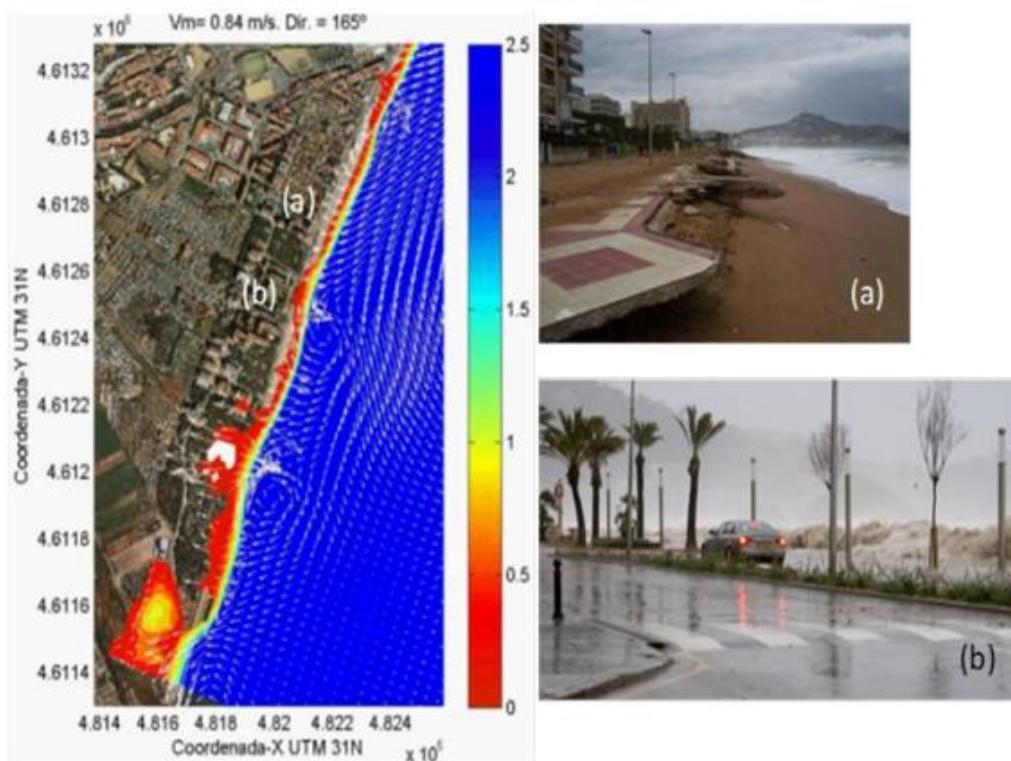 Vm= 0.84 m/s. Dir. = 165º
x 10⁶
4.6132
4.613
4.6128
4.6126
4.6124
4.6122
4.612
4.6118
4.6116
4.6114
Coordenada-Y UTM 31N
(a)
(b)
4.814 4.816 4.818 4.82 4.822 4.824
Coordenada-X UTM 31N
x 10⁵
2.5
2
1.5
1
0.5
0
(a)
(b)